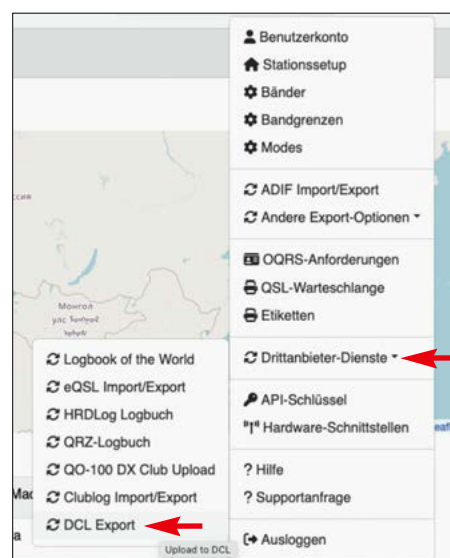 Benutzerkonto
Stationssetup
Bänder
Bandgrenzen
Modes
ADIF Import/Export
Andere Export-Optionen
OQRS-Anforderungen
QSL-Warteschlange
Etiketten
Drittanbieter-Dienste
API-Schlüssel
Hardware-Schnittstellen
? Hilfe
? Supportanfrage
Ausloggen
Logbook of the World
eQSL Import/Export
HRDLog Logbuch
QRZ-Logbuch
QO-100 DX Club Upload
Clublog Import/Export
DCL Export
Upload to DCL
Монгол